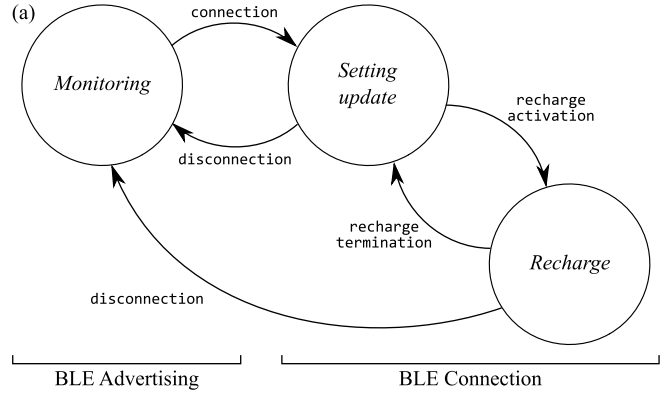 (a)
connection
Monitoring
Setting
update
disconnection
recharge
activation
recharge
termination
Recharge
disconnection
BLE Advertising
BLE Connection